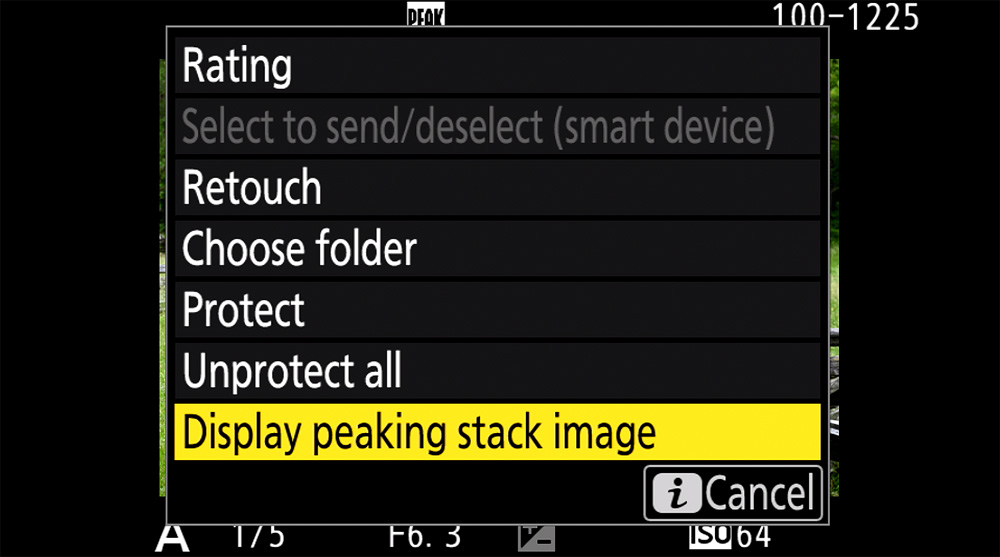 PEAK 100-1225
Rating
Select to send/deselect (smart device)
Retouch
Choose folder
Protect
Unprotect all
Display peaking stack image
i Cancel
A 1/5 F6.3 ISO 64